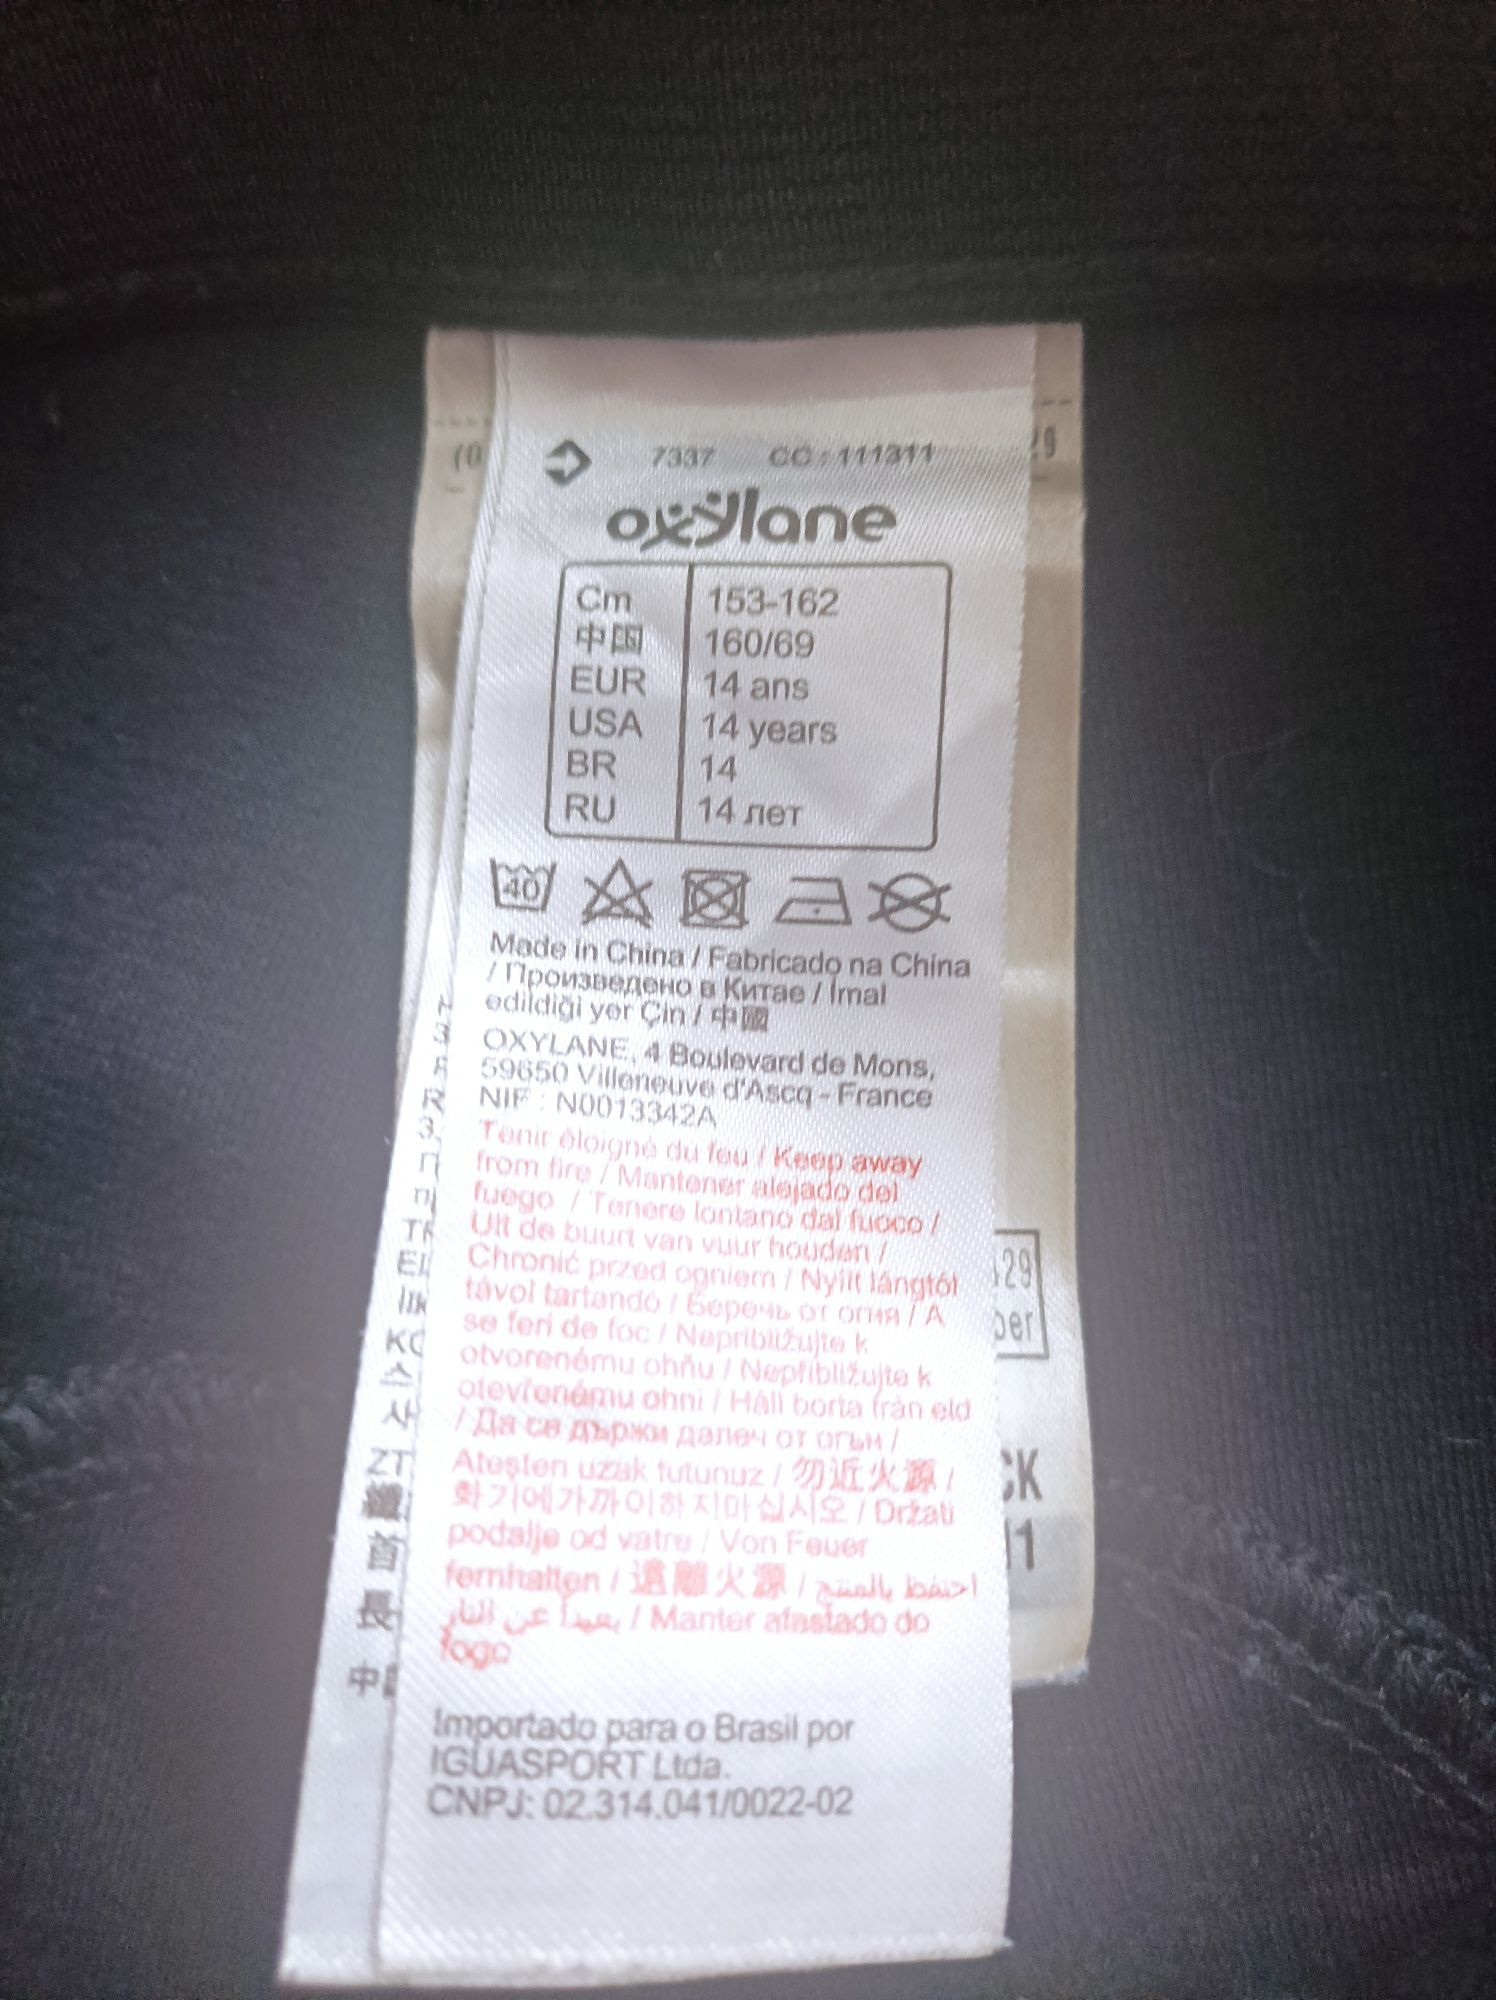 7337 CC : 111311
oxylane
Cm 153-162
中国 160/69
EUR 14 ans
USA 14 years
BR 14
RU 14 лет
40
Made in China / Fabricado na China
/ Произведено в Китае / İmal
edildiği yer Çin / 中國
OXYLANE, 4 Boulevard de Mons,
59650 Villeneuve d'Ascq - France
NIF : N0013342A
Tenir éloigné du feu / Keep away
from fire / Mantener alejado del
fuego / Tenere lontano dal fuoco /
Uit de buurt van vuur houden /
Chronić przed ogniem / Nyílt lángtól
távol tartandó / Беречь от огня / A
se feri de foc / Nepribližujte k
otvorenému ohňu / Nepřibližujte k
otevřenému ohni / Håll borta från eld
/ Да се държи далеч от огън /
Ateşten uzak tutunuz / 勿近火源 /
화기에가까이하지마십시오 / Držati
podalje od vatre / Von Feuer
fernhalten / 遠離火源 / احتفظ بالمنتج
بعيدا عن النار / Manter afastado do
fogo
Importado para o Brasil por
IGUASPORT Ltda.
CNPJ: 02.314.041/0022-02